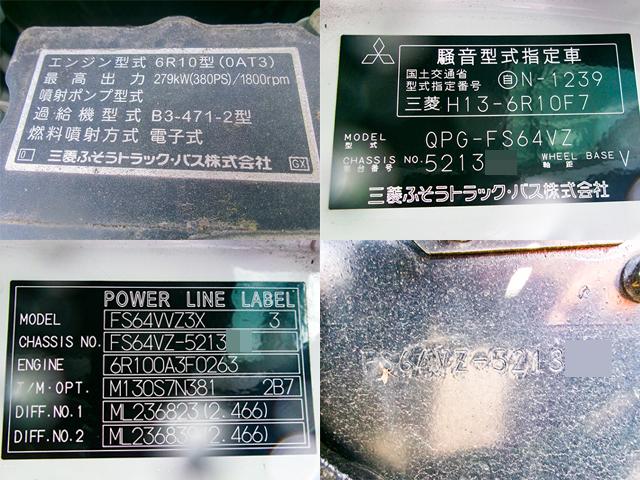 エンジン型式 6R10型(0AT3)
最高出力 279kW(380PS)/1800rpm
噴射ポンプ型式
過給機型式 B3-471-2型
燃料噴射方式 電子式
0 三菱ふそうトラック・バス株式会社 GX
騒音型式指定車
国土交通省
型式指定番号 自N-1239
三菱 H13-6R10F7
MODEL
型式 QPG-FS64VZ
CHASSIS NO. 5213 WHEEL BASE V
車台番号 軸距
三菱ふそうトラック・バス株式会社
POWER LINE LABEL
MODEL FS64VVZ3X 3
CHASSIS NO. FS64VZ-5213
ENGINE 6R100A3F0263
T/M·OPT. M130S7N381 2B7
DIFF.NO.1 ML236823(2.466)
DIFF.NO.2 ML236839(2.466)
FS64VZ-5213